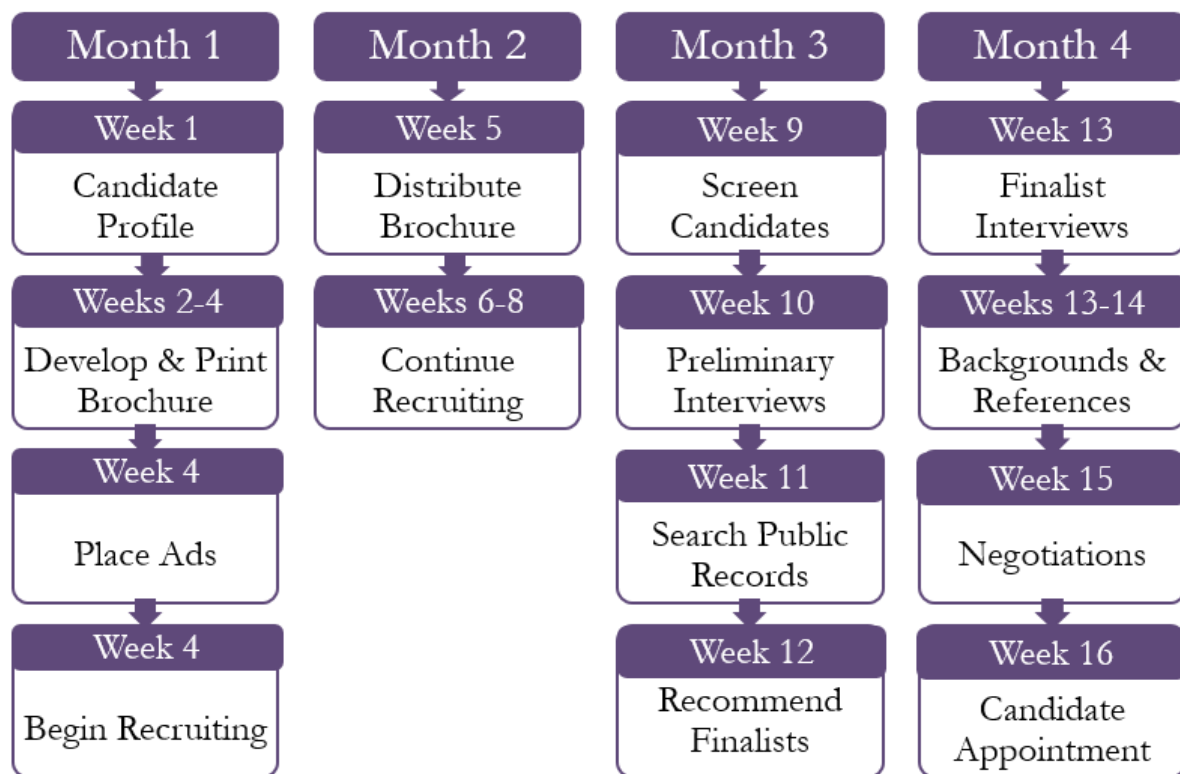 Month 1
Week 1
Candidate
Profile
Weeks 2-4
Develop & Print
Brochure
Week 4
Place Ads
Week 4
Begin Recruiting
Month 2
Week 5
Distribute
Brochure
Weeks 6-8
Continue
Recruiting
Month 3
Week 9
Screen
Candidates
Week 10
Preliminary
Interviews
Week 11
Search Public
Records
Week 12
Recommend
Finalists
Month 4
Week 13
Finalist
Interviews
Weeks 13-14
Backgrounds &
References
Week 15
Negotiations
Week 16
Candidate
Appointment